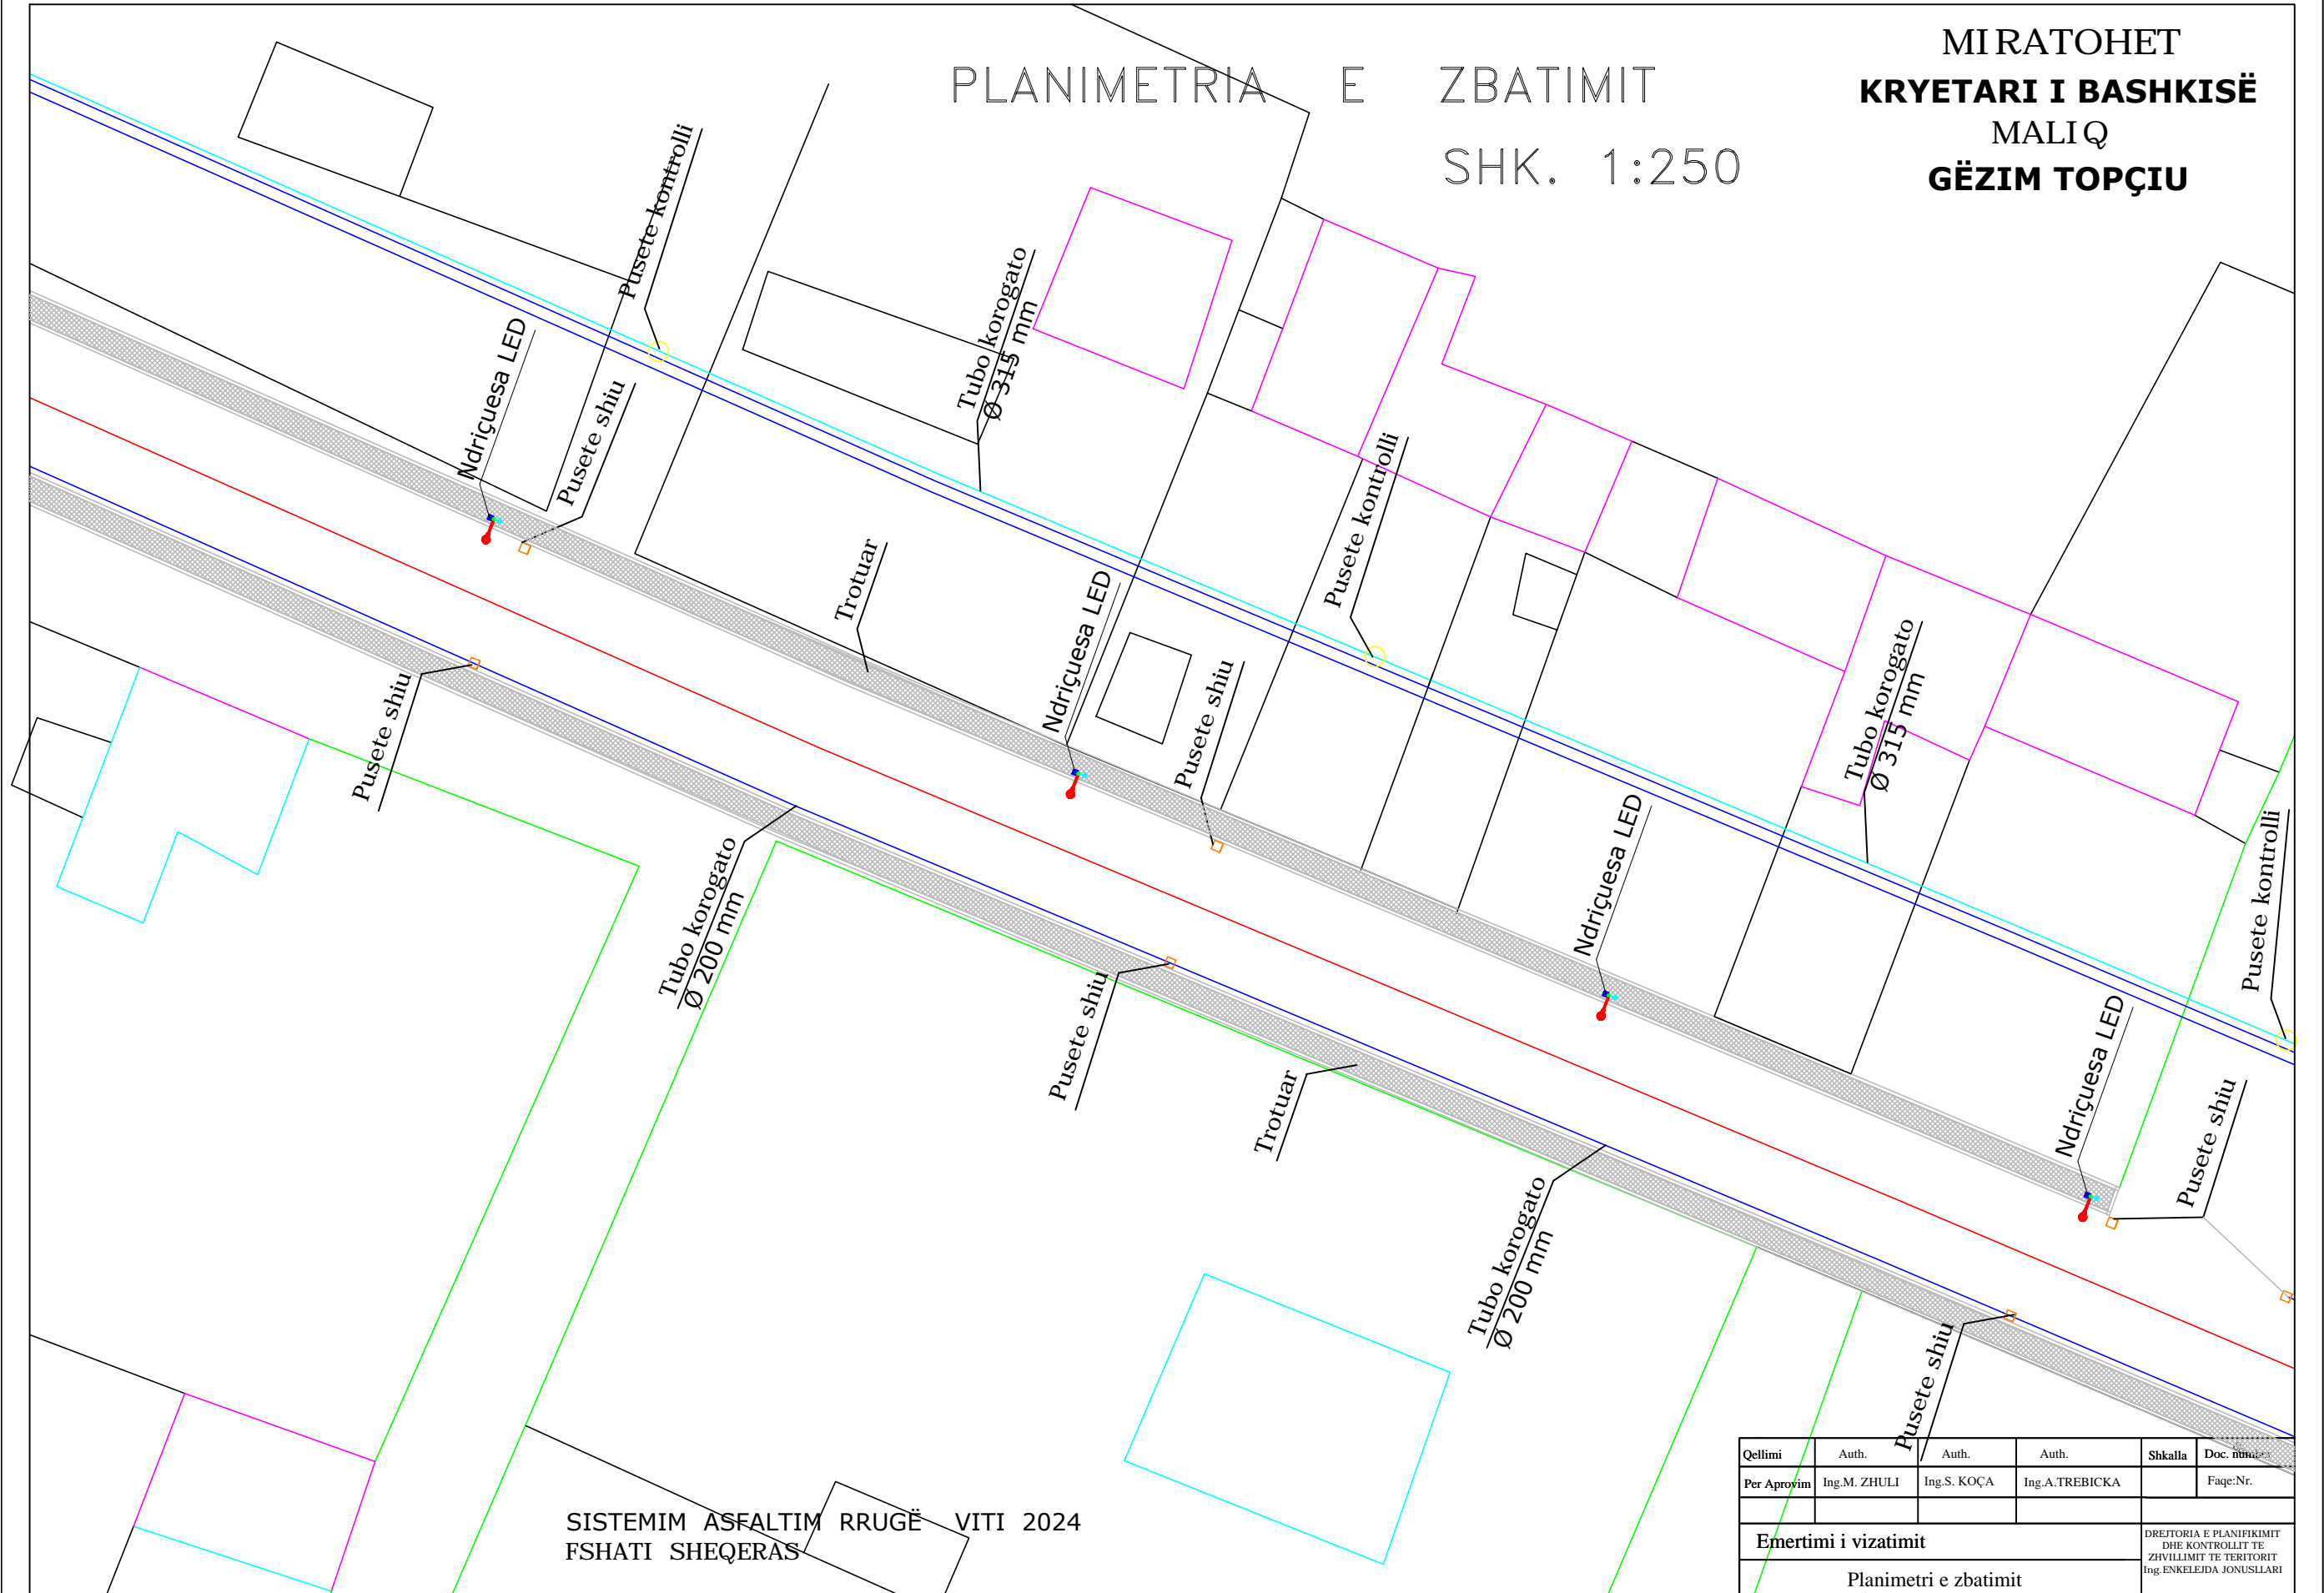 PLANIMETRIA E ZBATIMIT
SHK. 1:250
MIRATOHET
KRYETARI I BASHKISË
MALIQ
GËZIM TOPÇIU
Pusete kontrolli
Ndriçuesa LED
Pusete shiu
Tubo korogato
Ø 315 mm
Trotuar
Pusete kontrolli
Ndriçuesa LED
Pusete shiu
Tubo korogato
Ø 315 mm
Ndriçuesa LED
Pusete kontrolli
Ndriçuesa LED
Pusete shiu
Pusete shiu
Tubo korogato
Ø 200 mm
Pusete shiu
Trotuar
Tubo korogato
Ø 200 mm
Pusete shiu
SISTEMIM ASFALTIM RRUGË VITI 2024
FSHATI SHEQERAS
Qellimi Auth. Auth. Auth. Shkalla Doc. number
Per Aprovim Ing.M. ZHULI Ing.S. KOÇA Ing.A.TREBICKA Faqe:Nr.
Emertimi i vizatimit
Planimetri e zbatimit
DREJTORIA E PLANIFIKIMIT
DHE KONTROLLIT TE
ZHVILLIMIT TE TERITORIT
Ing.ENKELEJDA JONUSLLARI